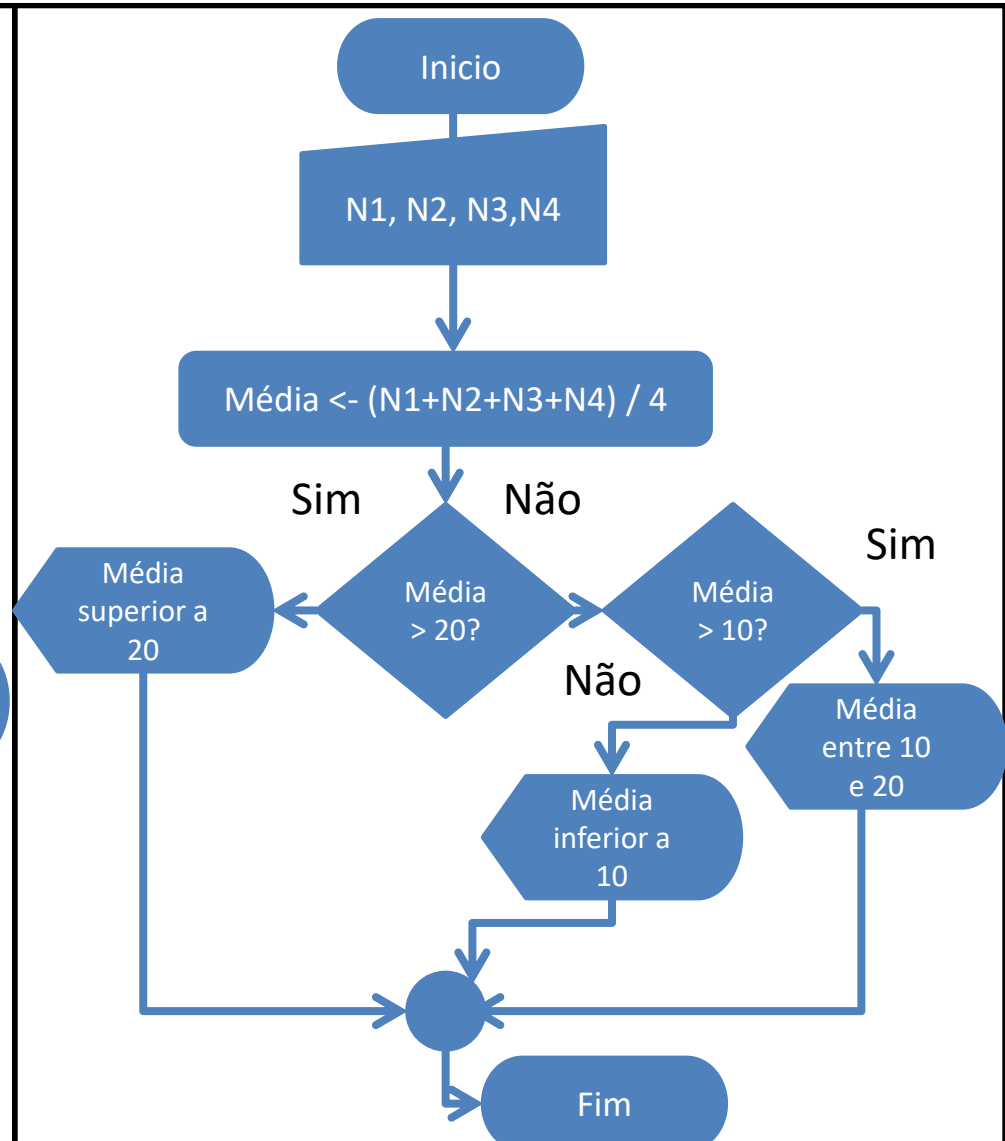 Inicio
N1, N2, N3,N4
Média <- (N1+N2+N3+N4) / 4
Sim
Não
Média
> 20?
Média
superior a
20
Média
> 10?
Sim
Não
Média
entre 10
e 20
Média
inferior a
10
Fim